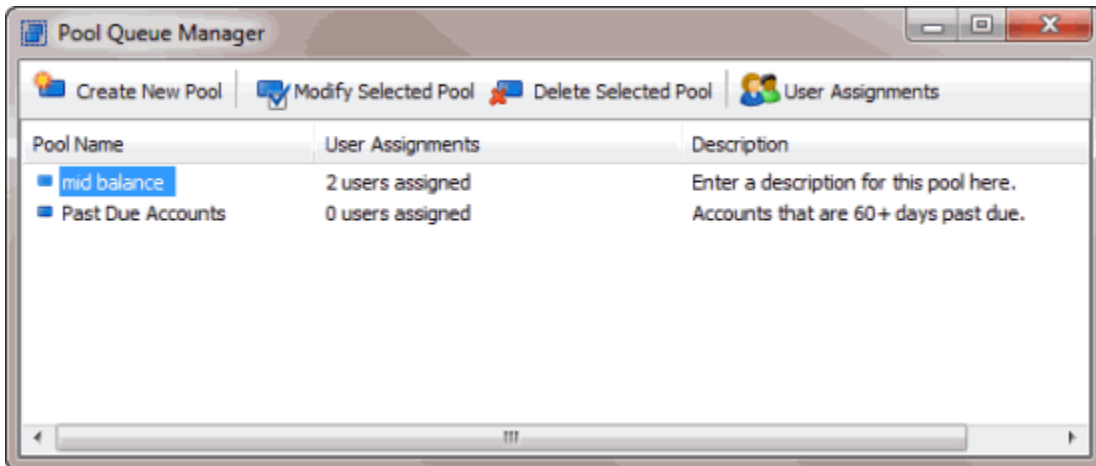 Pool Queue Manager
Create New Pool Modify Selected Pool Delete Selected Pool User Assignments
Pool Name User Assignments Description
mid balance 2 users assigned Enter a description for this pool here.
Past Due Accounts 0 users assigned Accounts that are 60+ days past due.